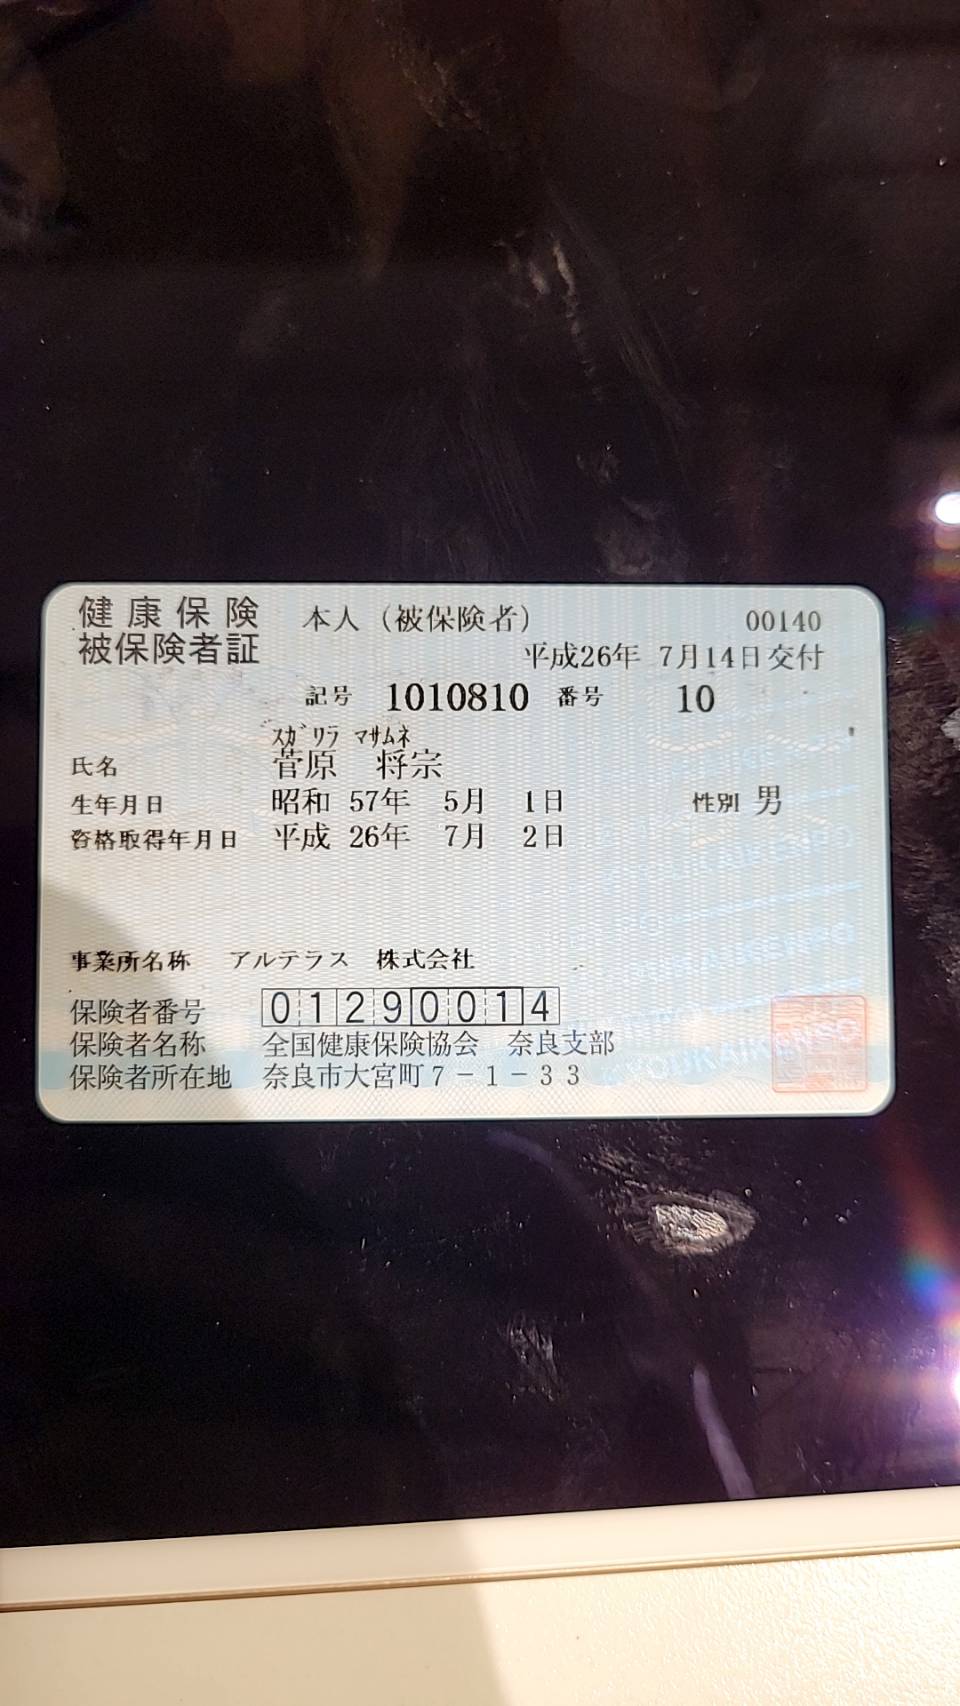 健康保険 本人（被保険者） 00140
被保険者証 平成26年 7月14日交付
記号 1010810 番号 10
ｽｶﾞﾜﾗ ﾏｻﾑﾈ
氏名 菅原 将宗
生年月日 昭和 57年 5月 1日 性別 男
資格取得年月日 平成 26年 7月 2日
事業所名称 アルテラス 株式会社
保険者番号 01290014
保険者名称 全国健康保険協会 奈良支部
保険者所在地 奈良市大宮町7－1－33